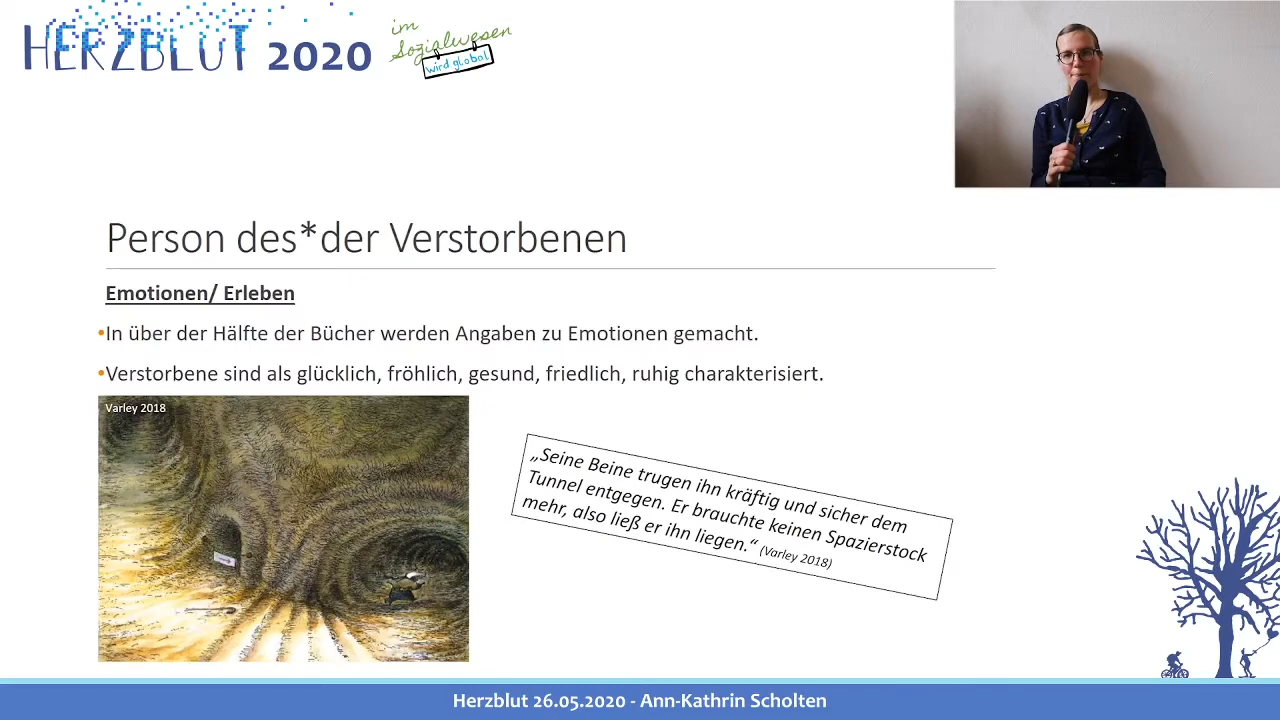 HERZBLUT 2020
im
Sozialwesen
wird global
Person des*der Verstorbenen
Emotionen/ Erleben
•In über der Hälfte der Bücher werden Angaben zu Emotionen gemacht.
•Verstorbene sind als glücklich, fröhlich, gesund, friedlich, ruhig charakterisiert.
Varley 2018
„Seine Beine trugen ihn kräftig und sicher dem
Tunnel entgegen. Er brauchte keinen Spazierstock
mehr, also ließ er ihn liegen.“ (Varley 2018)
Herzblut 26.05.2020 - Ann-Kathrin Scholten